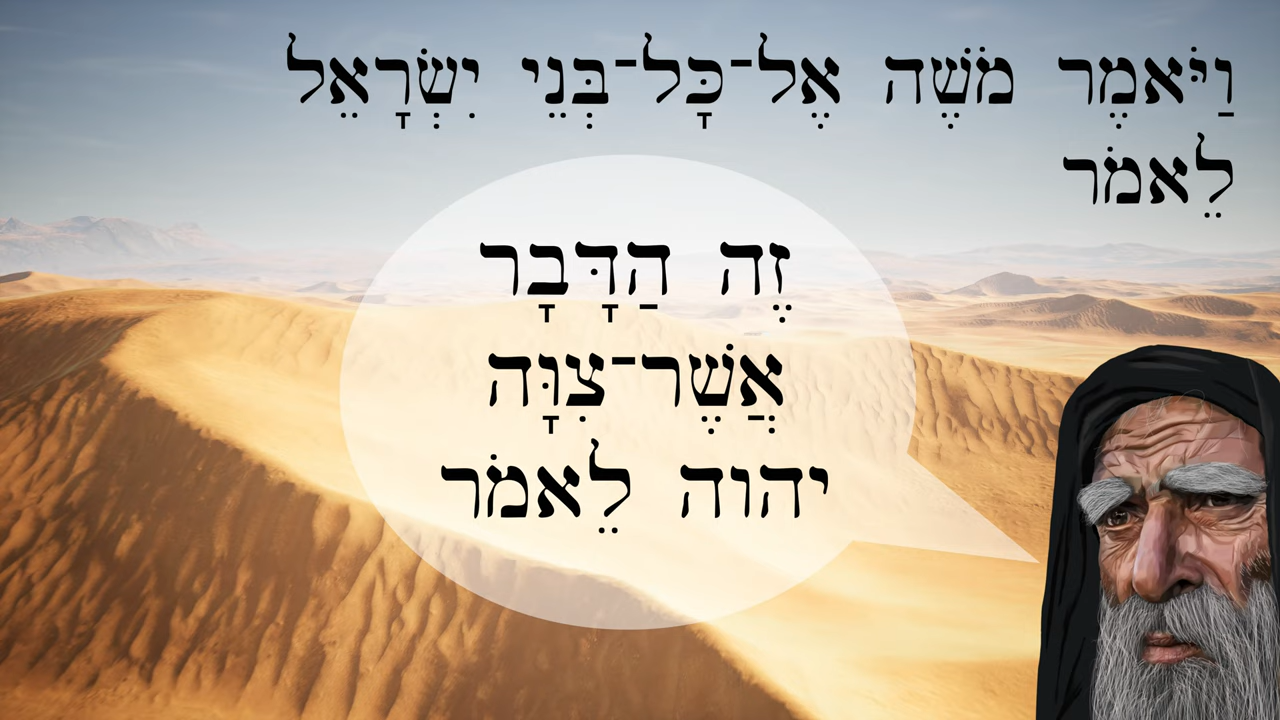 וַיֹּאמֶר מֹשֶׁה אֶל־כָּל־בְּנֵי יִשְׂרָאֵל
לֵאמֹר
זֶה הַדָּבָר
אֲשֶׁר־צִוָּה
יהוה לֵאמֹר